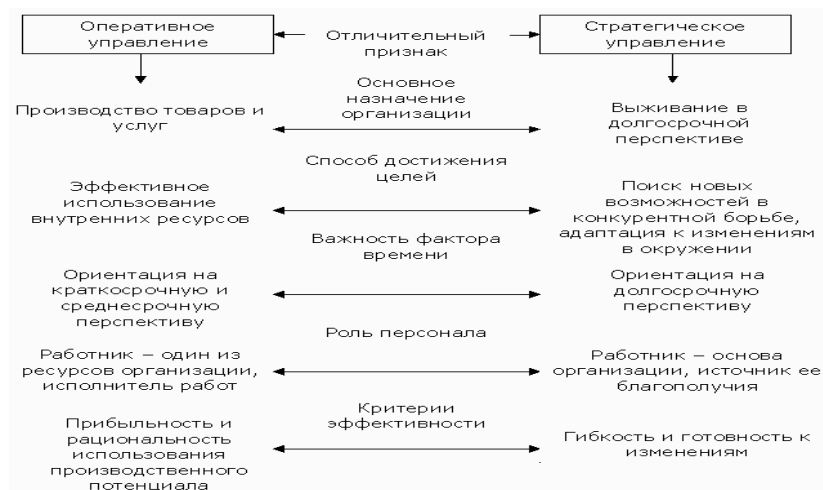 Оперативное
управление
Отличительный
признак
Стратегическое
управление
Основное
назначение
организации
Производство товаров и
услуг
Выживание в
долгосрочной
перспективе
Способ достижения
целей
Эффективное
использование
внутренних ресурсов
Поиск новых
возможностей в
конкурентной борьбе,
адаптация к изменениям
в окружении
Важность фактора
времени
Ориентация на
краткосрочную и
среднесрочную
перспективу
Ориентация на
долгосрочную
перспективу
Роль персонала
Работник – один из
ресурсов организации,
исполнитель работ
Работник – основа
организации, источник ее
благополучия
Критерии
эффективности
Прибыльность и
рациональность
использования
производственного
потенциала
Гибкость и готовность к
изменениям